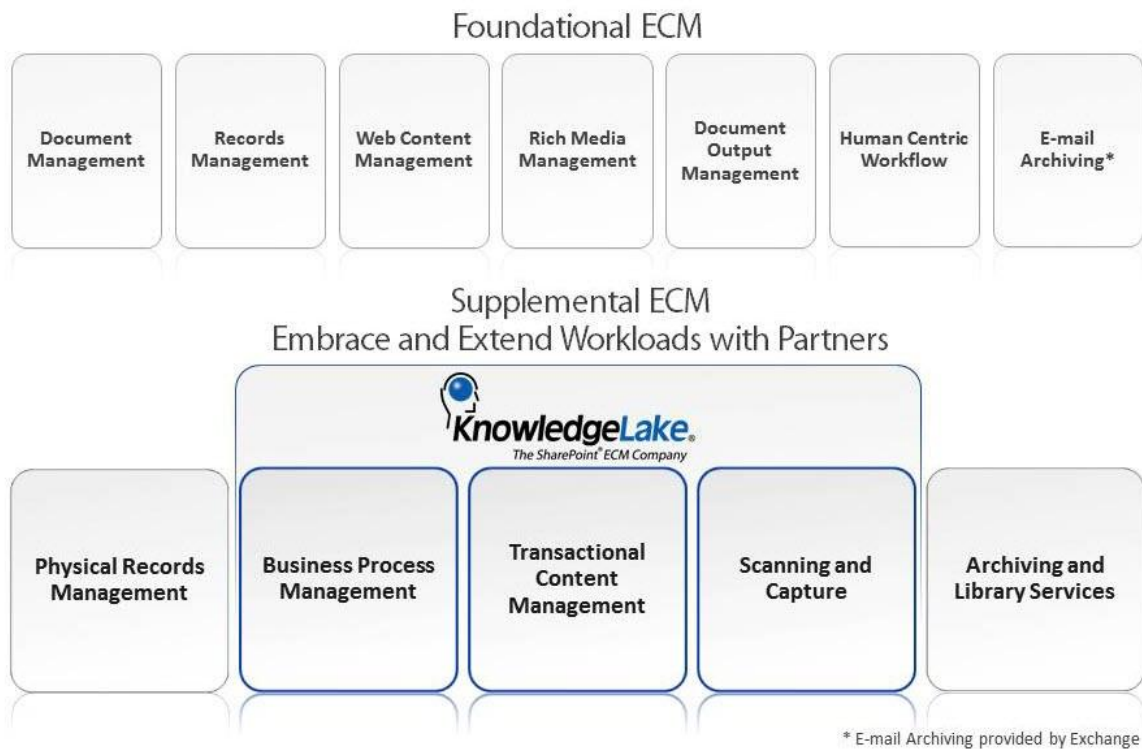 Foundational ECM
Document
Management
Records
Management
Web Content
Management
Rich Media
Management
Document
Output
Management
Human Centric
Workflow
E-mail
Archiving*
Supplemental ECM
Embrace and Extend Workloads with Partners
KnowledgeLake®
The SharePoint® ECM Company
Physical Records
Management
Business Process
Management
Transactional
Content
Management
Scanning and
Capture
Archiving and
Library Services
* E-mail Archiving provided by Exchange